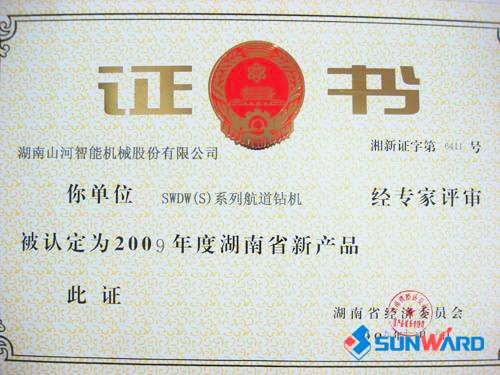 证书
湖南山河智能机械股份有限公司
湘新证字第 6411 号
你单位 SWDW(S)系列航道钻机 经专家评审
被认定为2009年度湖南省新产品
此证
湖南省经济委员会
SUNWARD